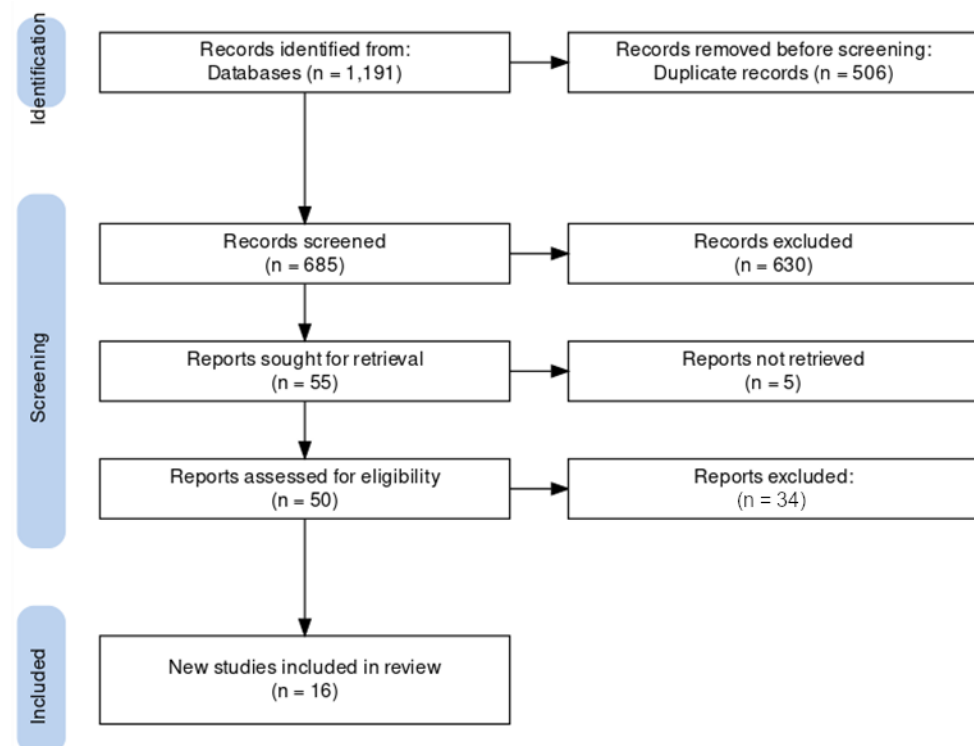 Identification
Records identified from:
Databases (n = 1,191)
Records removed before screening:
Duplicate records (n = 506)
Screening
Records screened
(n = 685)
Records excluded
(n = 630)
Reports sought for retrieval
(n = 55)
Reports not retrieved
(n = 5)
Reports assessed for eligibility
(n = 50)
Reports excluded:
(n = 34)
Included
New studies included in review
(n = 16)